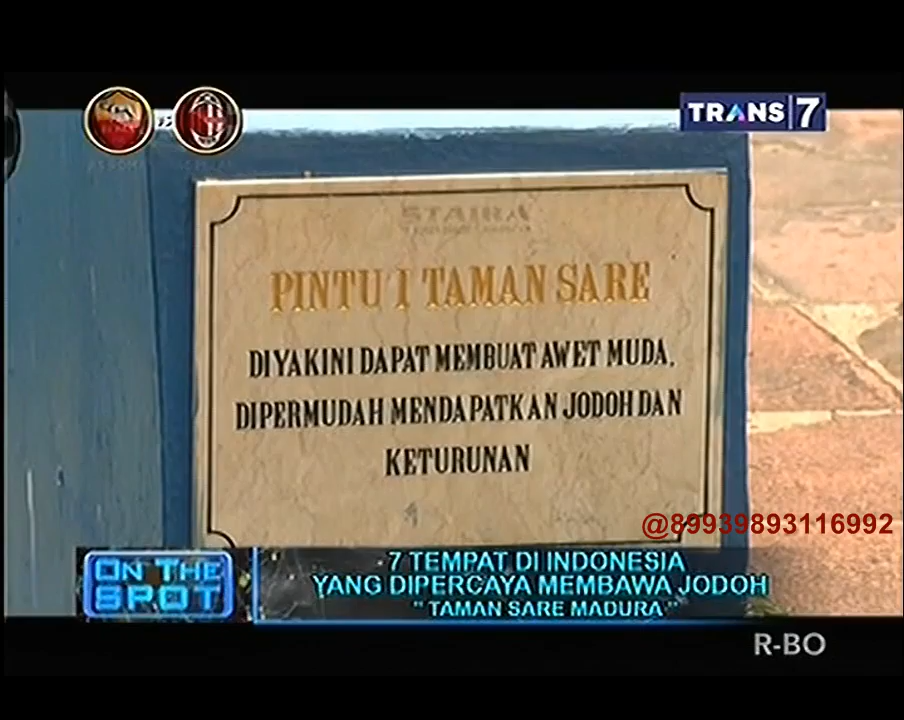 VS
TRANS|7
STAIRA
PINTU 1 TAMAN SARE
DIYAKINI DAPAT MEMBUAT AWET MUDA,
DIPERMUDAH MENDAPATKAN JODOH DAN
KETURUNAN
@89939893116992
ON THE
SPOT
7 TEMPAT DI INDONESIA
YANG DIPERCAYA MEMBAWA JODOH
" TAMAN SARE MADURA "
R-BO